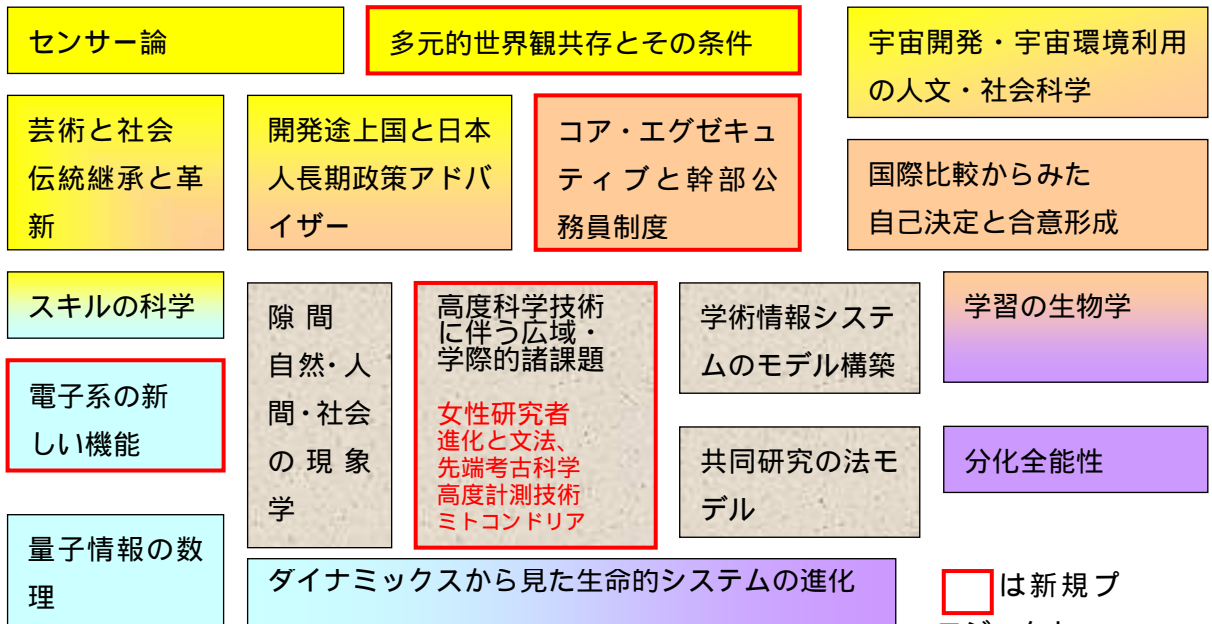 センサー論
多元的世界観共存とその条件
宇宙開発・宇宙環境利用
の人文・社会科学
芸術と社会
伝統継承と革
新
開発途上国と日本
人長期政策アドバ
イザー
コア・エグゼキュ
ティブと幹部公
務員制度
国際比較からみた
自己決定と合意形成
スキルの科学
隙間
自然・人
間・社会
の現象
学
高度科学技術
に伴う広域・
学際的諸課題
女性研究者
進化と文法、
先端考古科学
高度計測技術
ミトコンドリア
学術情報システ
ムのモデル構築
学習の生物学
電子系の新
しい機能
共同研究の法モ
デル
分化全能性
量子情報の数
理
ダイナミックスから見た生命的システムの進化
は新規プ